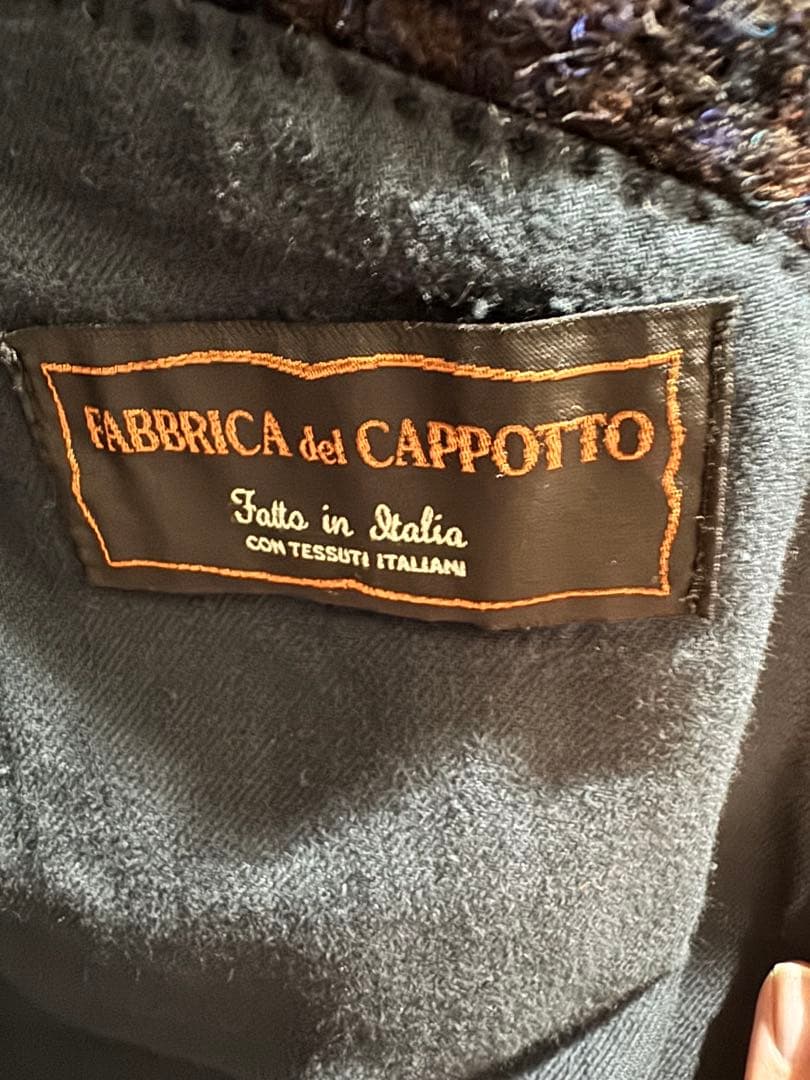 FABBRICA del CAPPOTTO
Fatto in Italia
CON TESSUTI ITALIANI